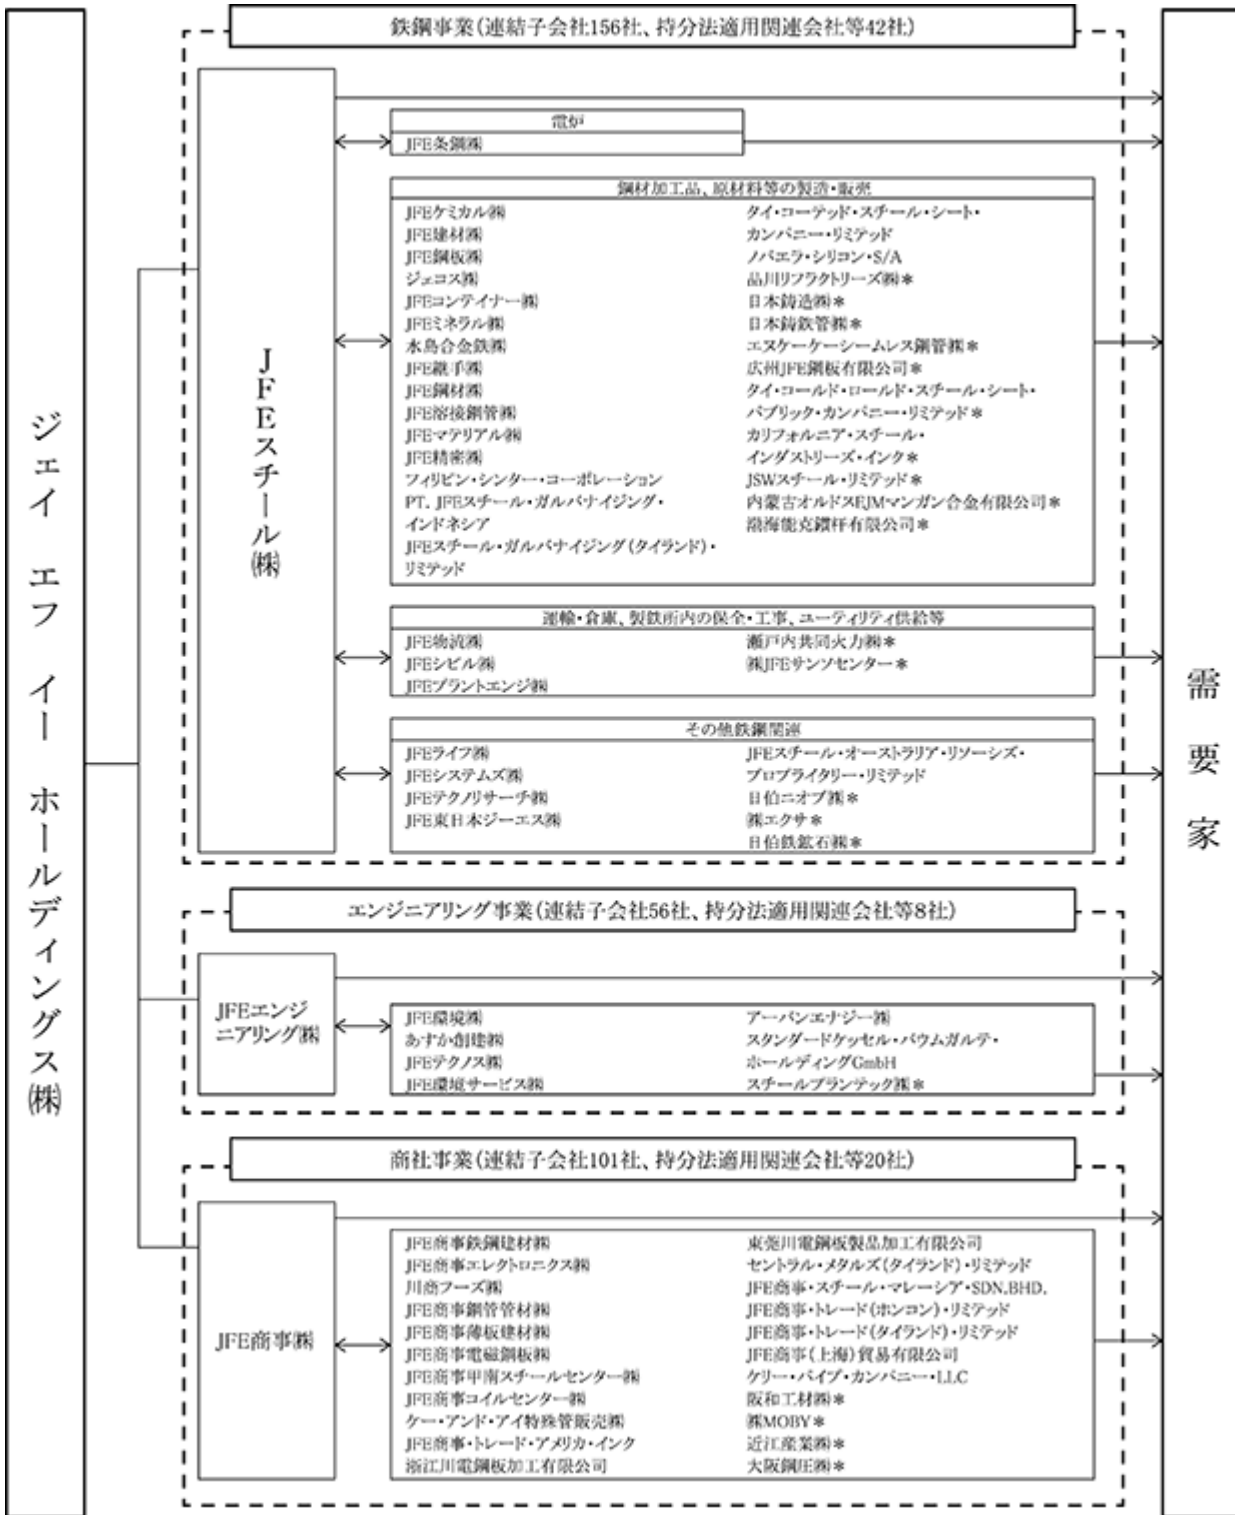 ジェイ エフ イー ホールディングス㈱
鉄鋼事業(連結子会社156社、持分法適用関連会社等42社)
JFEスチール㈱
電炉
JFE条鋼㈱
鋼材加工品、原材料等の製造・販売
JFEケミカル㈱
JFE建材㈱
JFE鋼板㈱
ジェコス㈱
JFEコンテイナー㈱
JFEミネラル㈱
水島合金鉄㈱
JFE継手㈱
JFE鋼材㈱
JFE溶接鋼管㈱
JFEマテリアル㈱
JFE精密㈱
フィリピン・シンター・コーポレーション
PT. JFEスチール・ガルバナイジング・
インドネシア
JFEスチール・ガルバナイジング(タイランド)・
リミテッド
タイ・コーテッド・スチール・シート・
カンパニー・リミテッド
ノバエラ・シリコン・S/A
品川リフラクトリーズ㈱＊
日本鋳造㈱＊
日本鋳鉄管㈱＊
エヌケーケーシームレス鋼管㈱＊
広州JFE鋼板有限公司＊
タイ・コールド・ロールド・スチール・シート・
パブリック・カンパニー・リミテッド＊
カリフォルニア・スチール・
インダストリーズ・インク＊
JSWスチール・リミテッド＊
内蒙古オルドスEJMマンガン合金有限公司＊
渤海能克鑚杆有限公司＊
運輸・倉庫、製鉄所内の保全・工事、ユーティリティ供給等
JFE物流㈱
JFEシビル㈱
JFEプラントエンジ㈱
瀬戸内共同火力㈱＊
㈱JFEサンソセンター＊
その他鉄鋼関連
JFEライフ㈱
JFEシステムズ㈱
JFEテクノリサーチ㈱
JFE東日本ジーエス㈱
JFEスチール・オーストラリア・リソーシズ・
プロプライタリー・リミテッド
日伯ニオブ㈱＊
㈱エクサ＊
日伯鉄鉱石㈱＊
エンジニアリング事業(連結子会社56社、持分法適用関連会社等8社)
JFEエンジ
ニアリング㈱
JFE環境㈱
あすか創建㈱
JFEテクノス㈱
JFE環境サービス㈱
アーバンエナジー㈱
スタンダードケッセル・バウムガルテ・
ホールディングGmbH
スチールプランテック㈱＊
商社事業(連結子会社101社、持分法適用関連会社等20社)
JFE商事㈱
JFE商事鉄鋼建材㈱
JFE商事エレクトロニクス㈱
川商フーズ㈱
JFE商事鋼管管材㈱
JFE商事薄板建材㈱
JFE商事電磁鋼板㈱
JFE商事甲南スチールセンター㈱
JFE商事コイルセンター㈱
ケー・アンド・アイ特殊管販売㈱
JFE商事・トレード・アメリカ・インク
浙江川電鋼板加工有限公司
東莞川電鋼板製品加工有限公司
セントラル・メタルズ(タイランド)・リミテッド
JFE商事・スチール・マレーシア・SDN.BHD.
JFE商事・トレード(ホンコン)・リミテッド
JFE商事・トレード(タイランド)・リミテッド
JFE商事(上海)貿易有限公司
ケリー・パイプ・カンパニー・LLC
阪和工材㈱＊
㈱MOBY＊
近江産業㈱＊
大阪鋼圧㈱＊
需要家